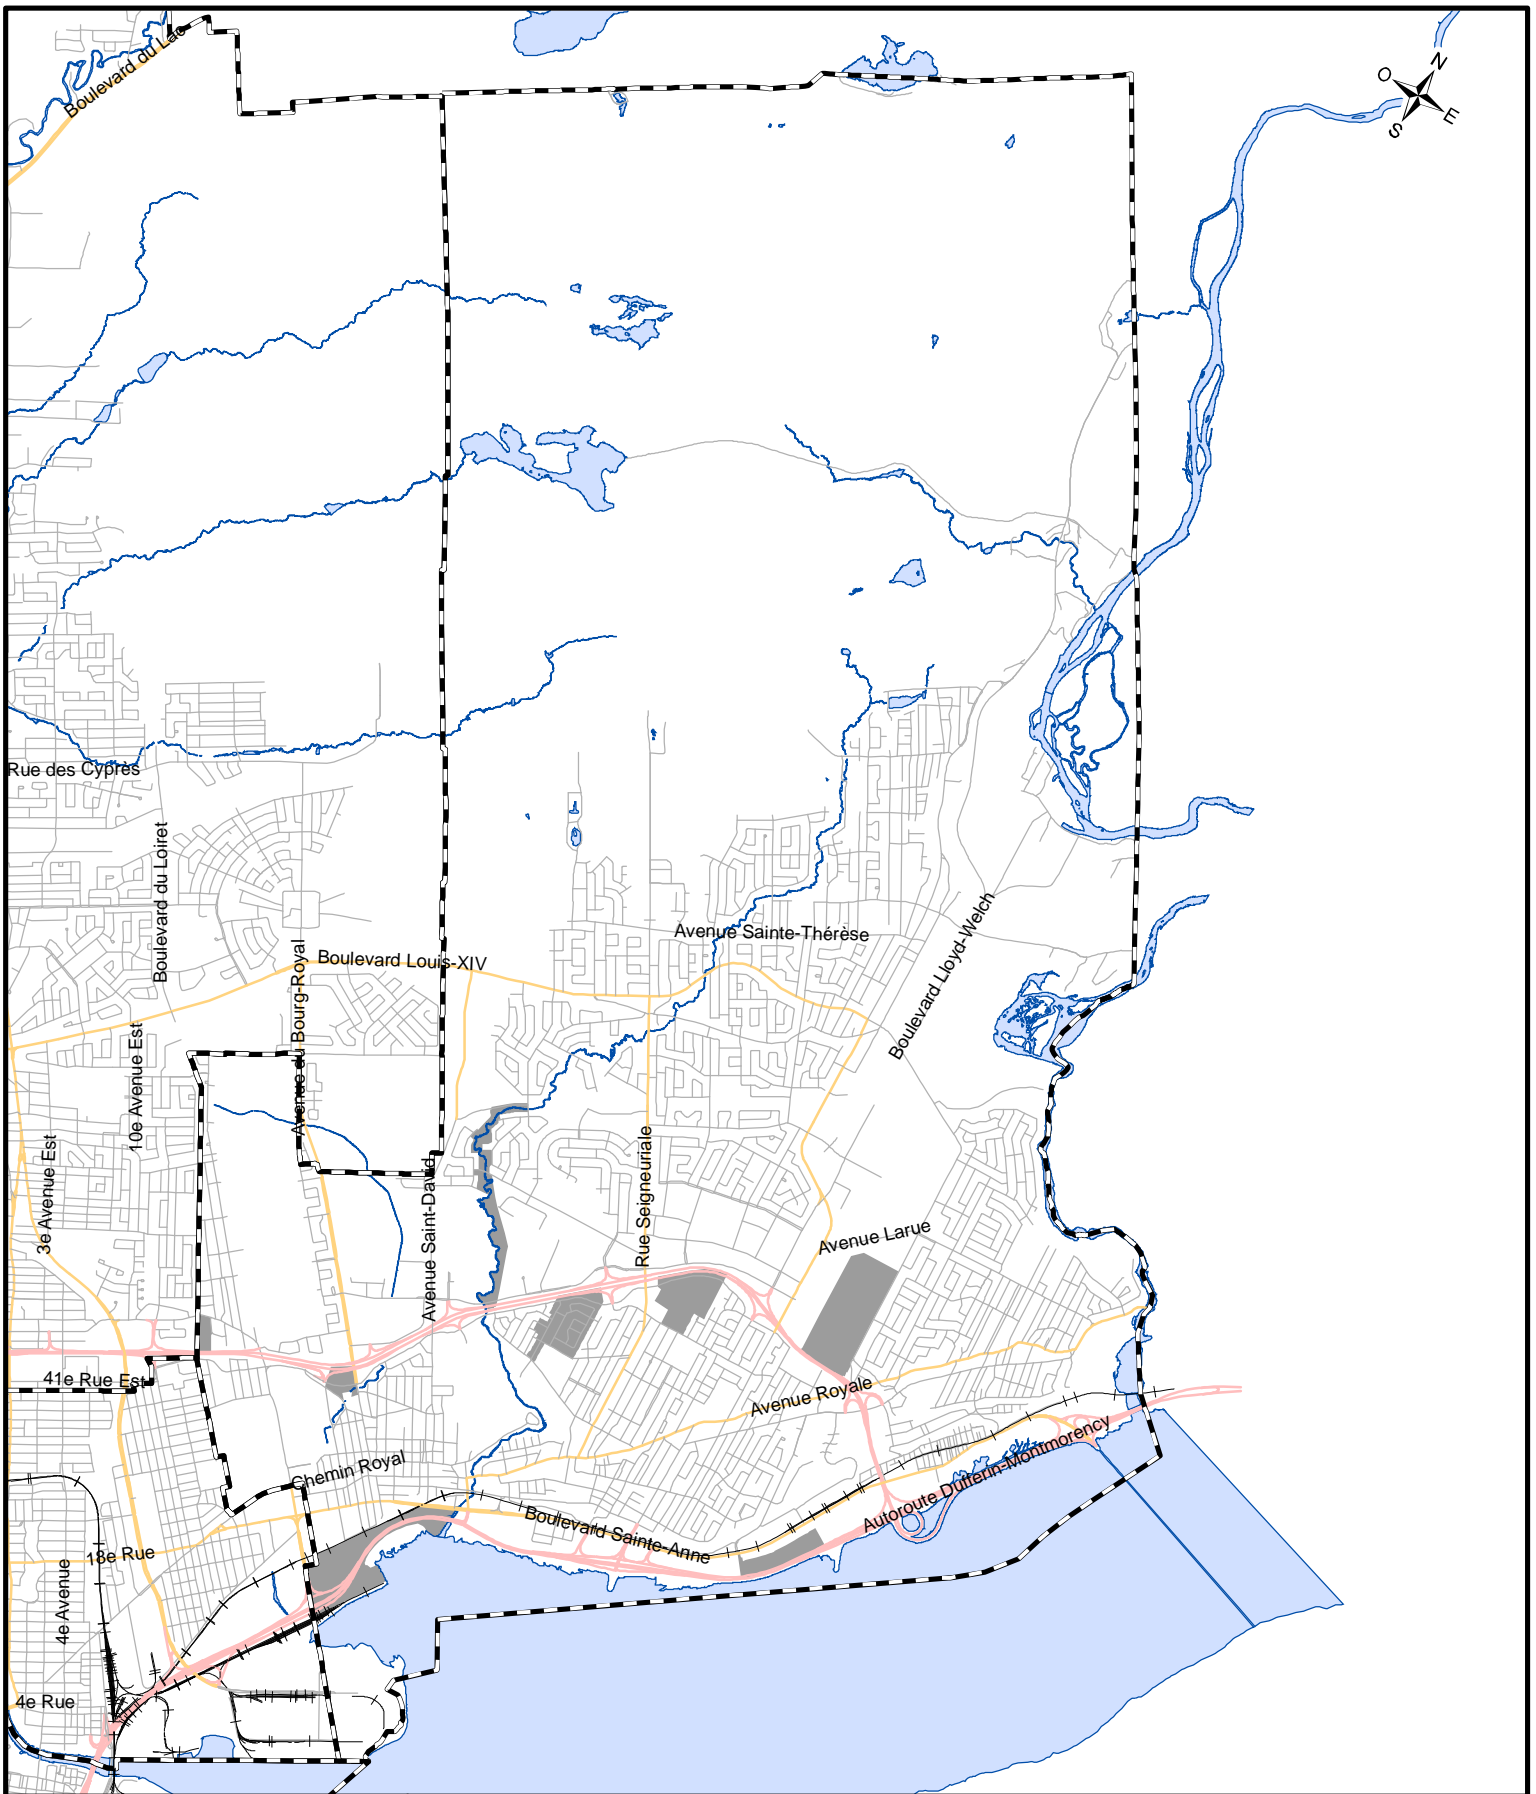 Boulevard du Lac
N
O
E
S
Rue des Cyprès
Boulevard du Loiret
Avenue Sainte-Thérèse
Boulevard Louis-XIV
Boulevard Lloyd-Welch
Avenue du Bourg-Royal
10e Avenue Est
3e Avenue Est
Avenue Saint-David
Rue Seigneuriale
Avenue Larue
41e Rue Est
Avenue Royale
Autoroute Dufferin-Montmorency
Chemin Royal
Boulevard Sainte-Anne
18e Rue
4e Avenue
4e Rue